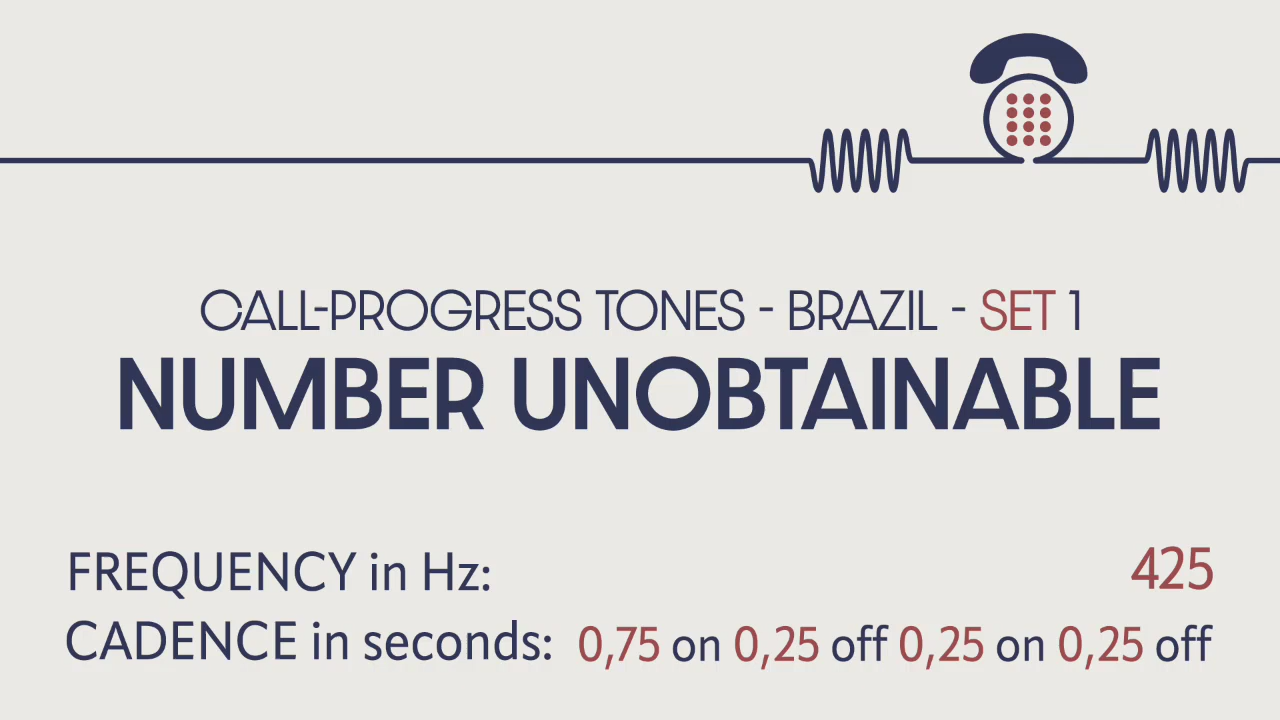 CALL-PROGRESS TONES - BRAZIL - SET 1
NUMBER UNOBTAINABLE
FREQUENCY in Hz: 425
CADENCE in seconds: 0,75 on 0,25 off 0,25 on 0,25 off